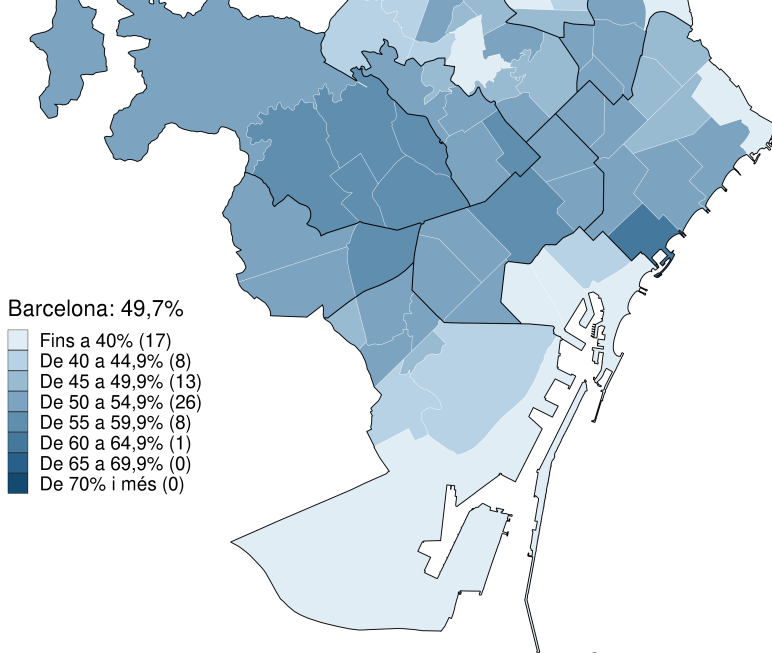 Barcelona: 49,7%
Fins a 40% (17)
De 40 a 44,9% (8)
De 45 a 49,9% (13)
De 50 a 54,9% (26)
De 55 a 59,9% (8)
De 60 a 64,9% (1)
De 65 a 69,9% (0)
De 70% i més (0)